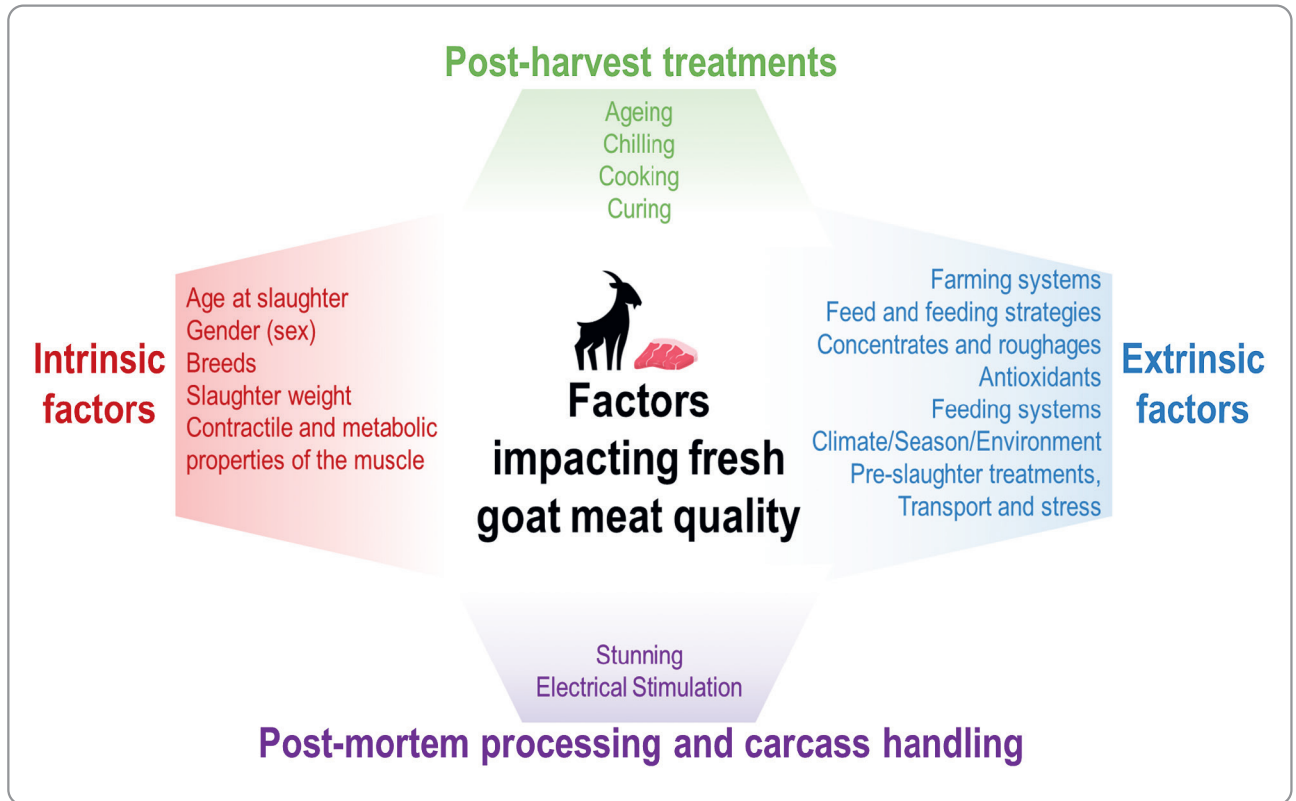 Post-harvest treatments
Ageing
Chilling
Cooking
Curing
Intrinsic
factors
Age at slaughter
Gender (sex)
Breeds
Slaughter weight
Contractile and metabolic
properties of the muscle
Factors
impacting fresh
goat meat quality
Farming systems
Feed and feeding strategies
Concentrates and roughages
Antioxidants
Feeding systems
Climate/Season/Environment
Pre-slaughter treatments,
Transport and stress
Extrinsic
factors
Stunning
Electrical Stimulation
Post-mortem processing and carcass handling